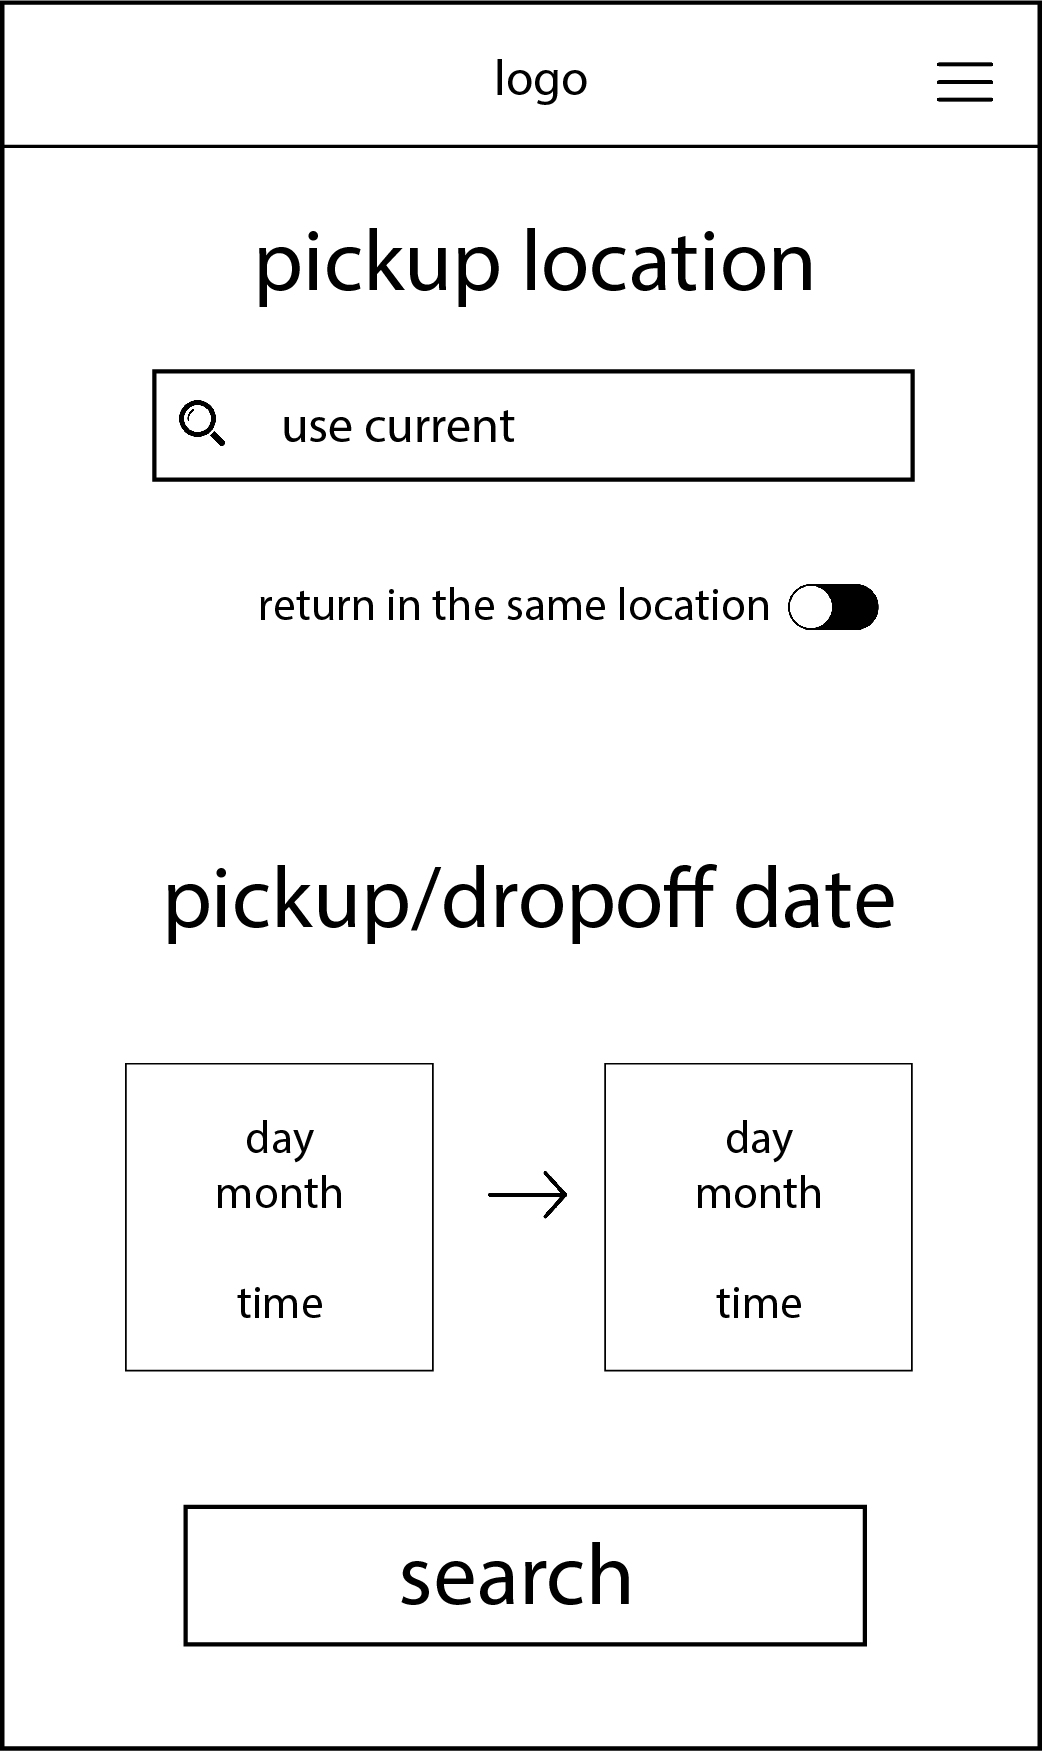 logo
pickup location
use current
return in the same location
pickup/dropoff date
day
month
time
day
month
time
search